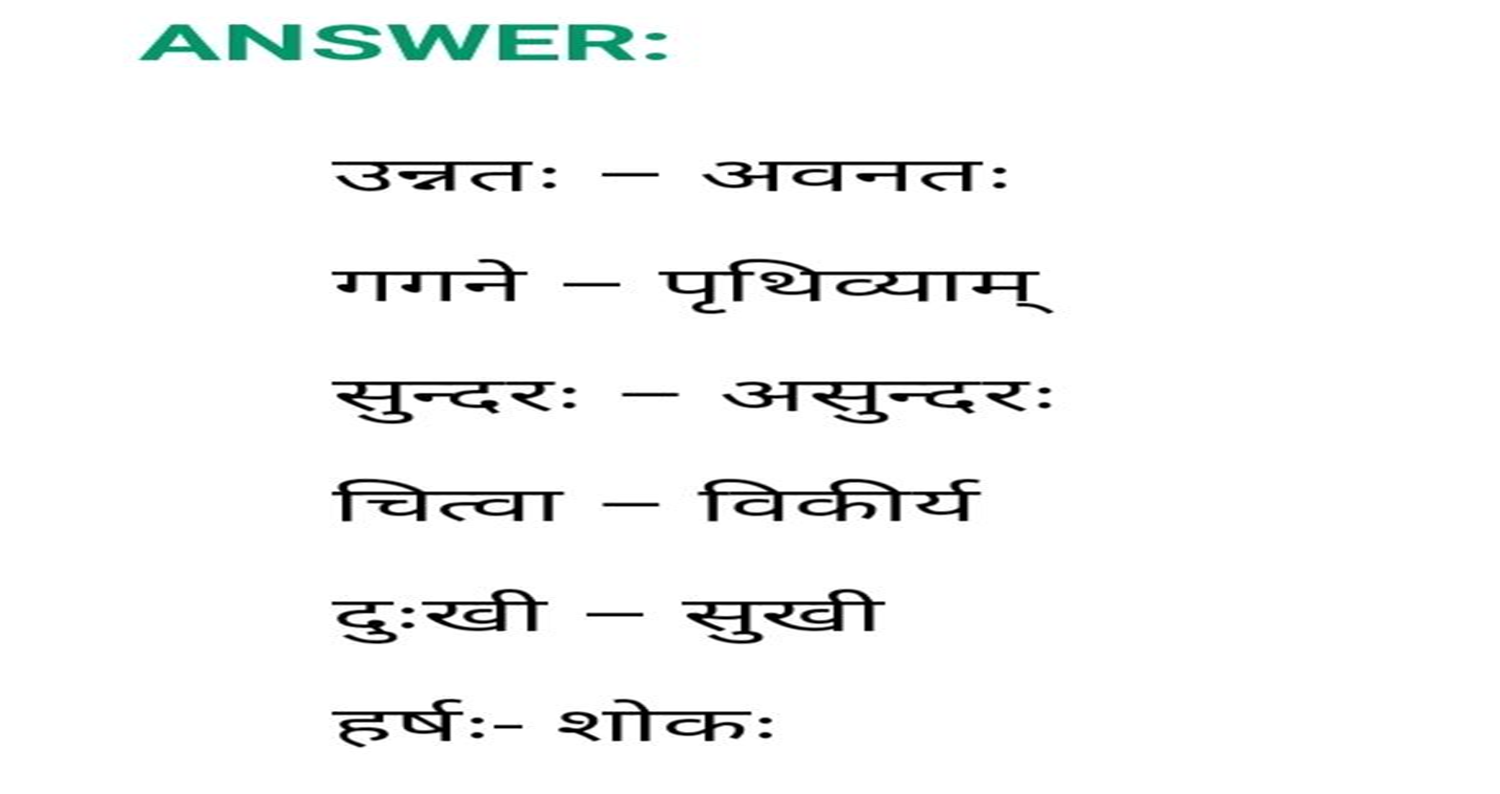 ANSWER:
उन्नतः – अवनतः
गगने – पृथिव्याम्
सुन्दरः – असुन्दरः
चित्वा – विकीर्य
दुःखी – सुखी
हर्षः- शोकः